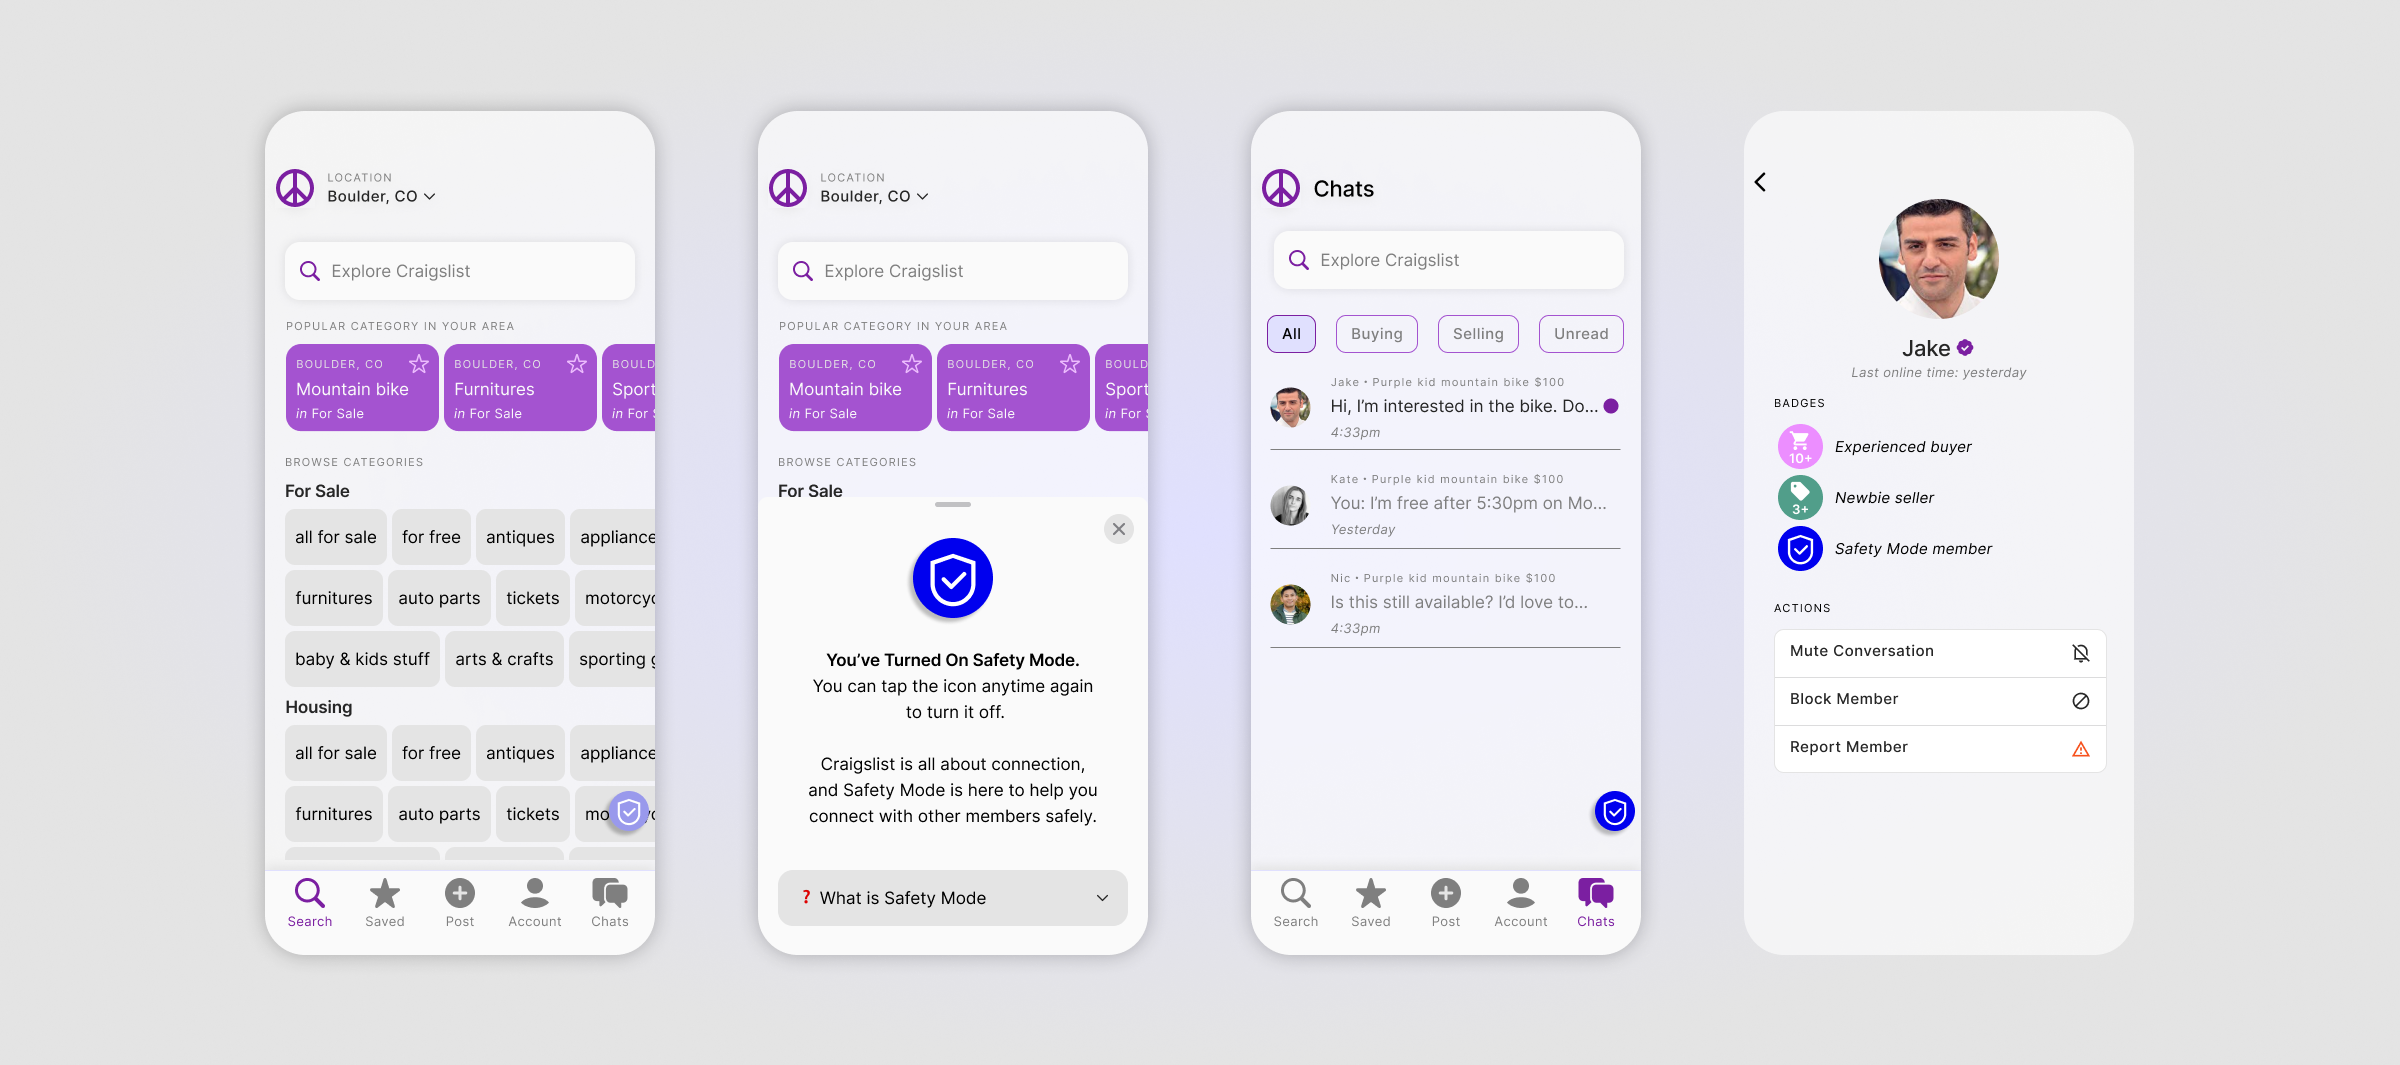 LOCATION
Boulder, CO
Explore Craigslist
POPULAR CATEGORY IN YOUR AREA
BOULDER, CO
Mountain bike
in For Sale
BOULDER, CO
Furnitures
in For Sale
BOULD
Sport
in For S
BROWSE CATEGORIES
For Sale
all for sale
for free
antiques
appliance
furnitures
auto parts
tickets
motorcyc
baby & kids stuff
arts & crafts
sporting g
Housing
all for sale
for free
antiques
appliance
furnitures
auto parts
tickets
mo
Search
Saved
Post
Account
Chats
LOCATION
Boulder, CO
Explore Craigslist
POPULAR CATEGORY IN YOUR AREA
BOULDER, CO
Mountain bike
in For Sale
BOULDER, CO
Furnitures
in For Sale
BOULD
Sport
in For S
BROWSE CATEGORIES
For Sale
You’ve Turned On Safety Mode.
You can tap the icon anytime again
to turn it off.
Craigslist is all about connection,
and Safety Mode is here to help you
connect with other members safely.
? What is Safety Mode
Chats
Explore Craigslist
All
Buying
Selling
Unread
Jake • Purple kid mountain bike $100
Hi, I’m interested in the bike. Do...
4:33pm
Kate • Purple kid mountain bike $100
You: I’m free after 5:30pm on Mo...
Yesterday
Nic • Purple kid mountain bike $100
Is this still available? I’d love to...
4:33pm
Search
Saved
Post
Account
Chats
Jake
Last online time: yesterday
BADGES
10+
Experienced buyer
3+
Newbie seller
Safety Mode member
ACTIONS
Mute Conversation
Block Member
Report Member